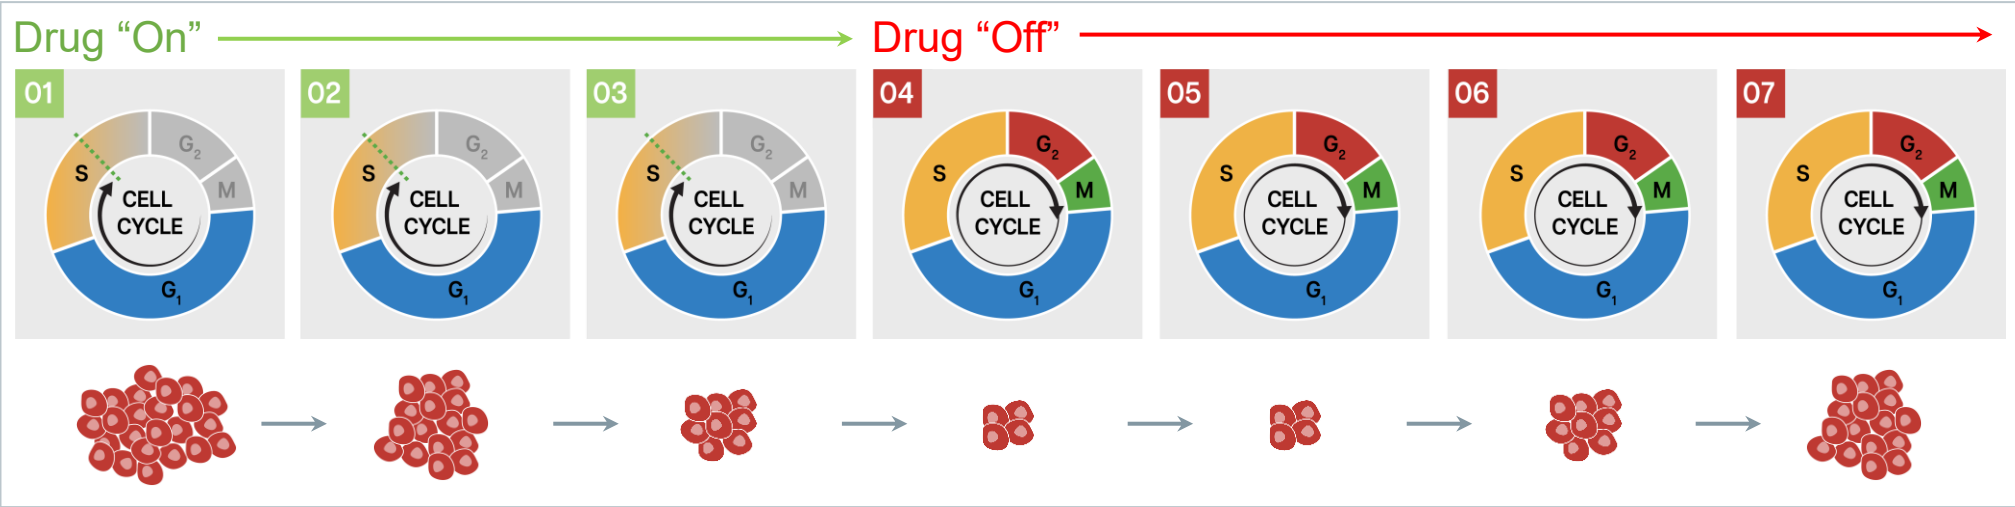 Drug “On”
Drug “Off”
01
02
03
04
05
06
07
S
G2
M
G1
CELL
CYCLE
S
G2
M
G1
CELL
CYCLE
S
G2
M
G1
CELL
CYCLE
S
G2
M
G1
CELL
CYCLE
S
G2
M
G1
CELL
CYCLE
S
G2
M
G1
CELL
CYCLE
S
G2
M
G1
CELL
CYCLE